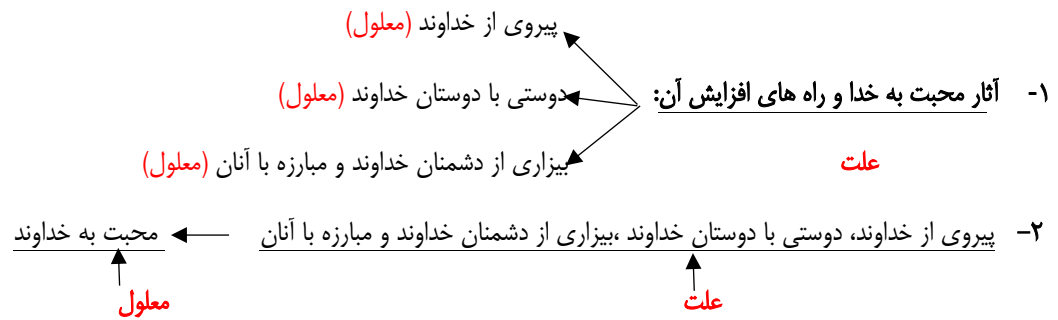 پیروی از خداوند (معلول)
۱- آثار محبت به خدا و راه های افزایش آن: دوستی با دوستان خداوند (معلول)
علت بیزاری از دشمنان خداوند و مبارزه با آنان (معلول)
۲- پیروی از خداوند، دوستی با دوستان خداوند ،بیزاری از دشمنان خداوند و مبارزه با آنان محبت به خداوند
علت معلول